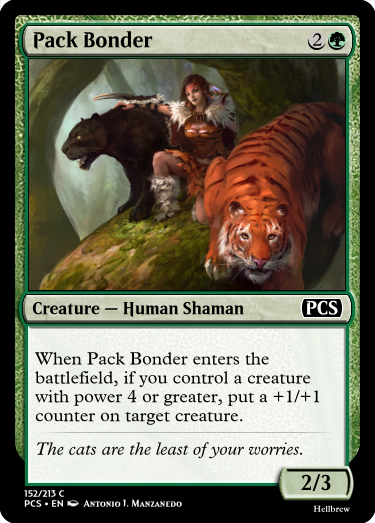 Pack Bonder 2
Creature — Human Shaman PCS
When Pack Bonder enters the
battlefield, if you control a creature
with power 4 or greater, put a +1/+1
counter on target creature.
The cats are the least of your worries.
2/3
152/213 C
PCS • EN Antonio J. Manzanedo
Hellbrew